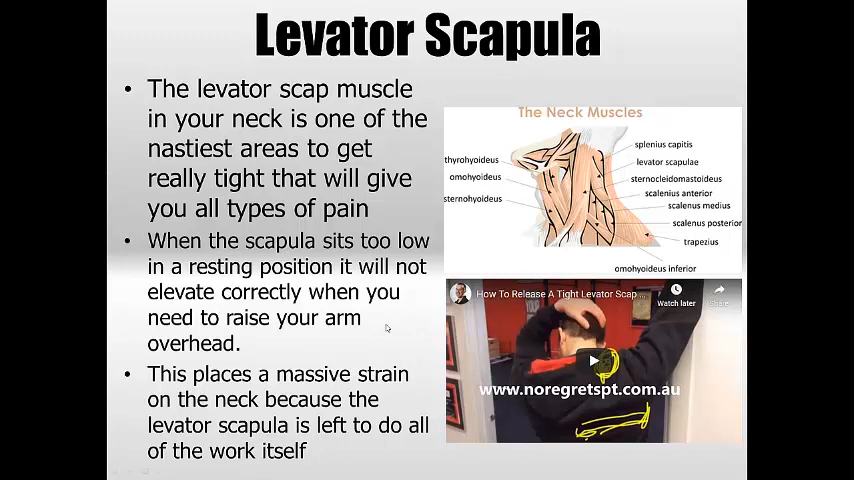 Levator Scapula
• The levator scap muscle
in your neck is one of the
nastiest areas to get
really tight that will give
you all types of pain
• When the scapula sits too low
in a resting position it will not
elevate correctly when you
need to raise your arm
overhead.
• This places a massive strain
on the neck because the
levator scapula is left to do all
of the work itself
The Neck Muscles
thyrohyoideus
omohyoideus
sternohyoideus
splenius capitis
levator scapulae
sternocleidomastoideus
scalenius anterior
scalenus medius
scalenus posterior
trapezius
omohyoideus inferior
How To Release A Tight Levator Scap ...
Watch later
Share
www.noregretspt.com.au